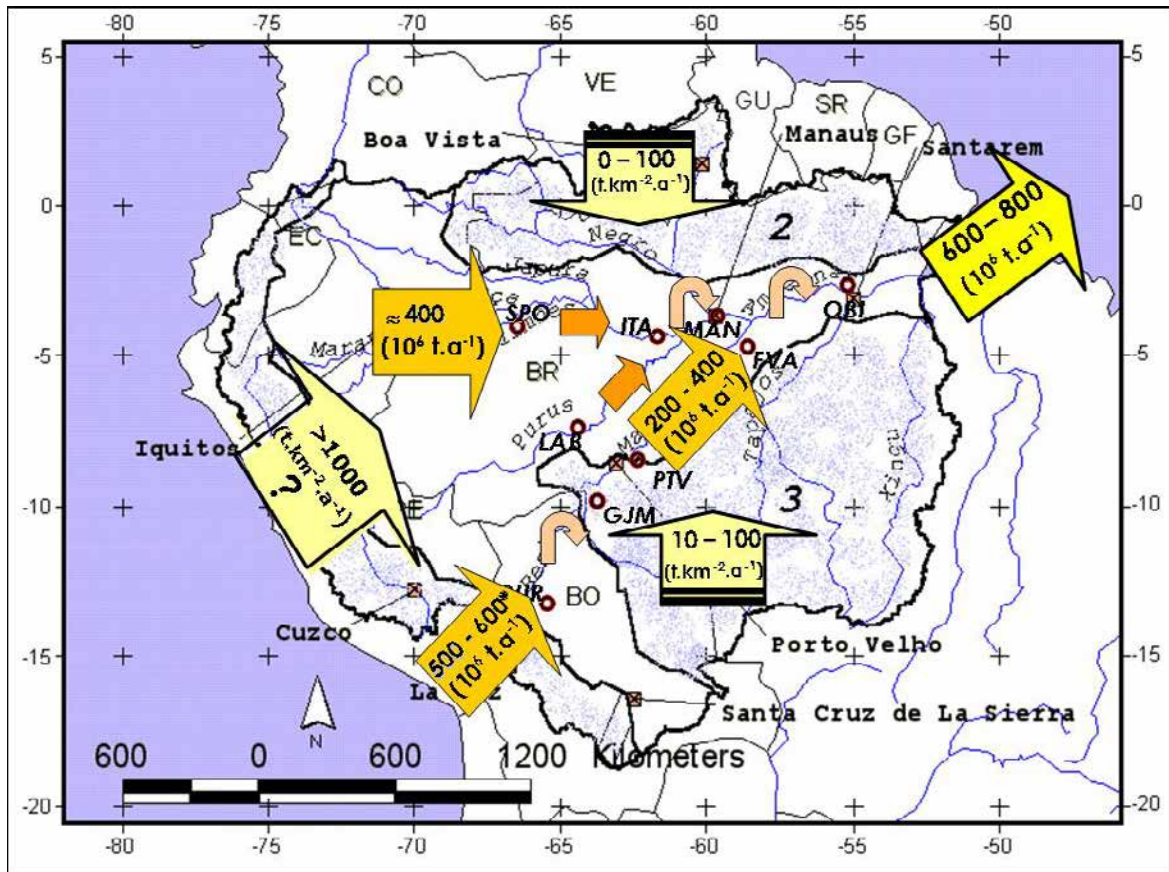 -80 -75 -70 -65 -60 -55 -50
5 5
CO
VE
GU
SR
GF
Boa Vista
Manaus
Santarem
0 – 100
(t.km⁻².a⁻¹)
0 0
EC
Negro
2
600 – 800
(10⁶ t.a⁻¹)
Japura
≈ 400
(10⁶ t.a⁻¹)
SPO
ITA
MAN
OBI
FVA
-5 -5
BR
200 - 400
(10⁶ t.a⁻¹)
Tapajos
Xingu
Iquitos
>1000
(t.km⁻².a⁻¹)
?
Purus
LAB
PTV
GJM
3
-10 -10
10 – 100
(t.km⁻².a⁻¹)
BO
Cuzco
500 - 600*
(10⁶ t.a⁻¹)
Porto Velho
-15 -15
Santa Cruz de La Sierra
N
600 0 600 1200 Kilometers
-20 -20
-80 -75 -70 -65 -60 -55 -50